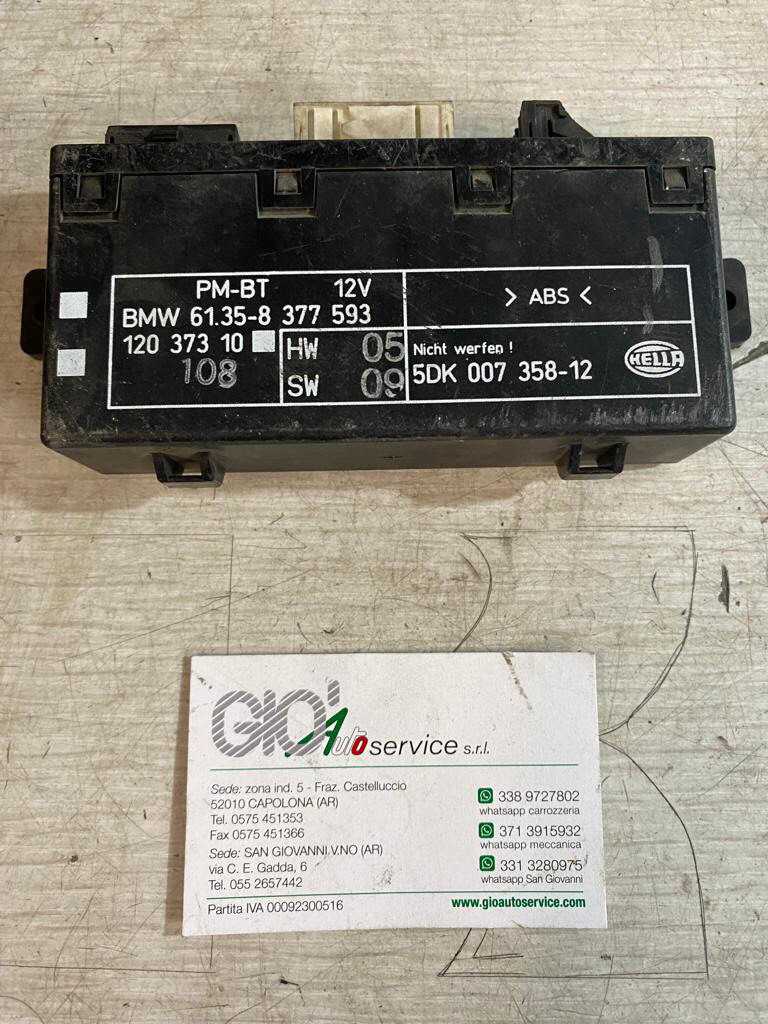 PM-BT 12V
BMW 61.35-8 377 593
120 373 10
108
HW 05
SW 09
> ABS <
Nicht werfen !
5DK 007 358-12
HELLA
GIO' Auto service s.r.l.
Sede: zona ind. 5 - Fraz. Castelluccio
52010 CAPOLONA (AR)
Tel. 0575 451353
Fax 0575 451366
Sede: SAN GIOVANNI V.NO (AR)
via C. E. Gadda, 6
Tel. 055 2657442
Partita IVA 00092300516
338 9727802
whatsapp carrozzeria
371 3915932
whatsapp meccanica
331 3280975
whatsapp San Giovanni
www.gioautoservice.com